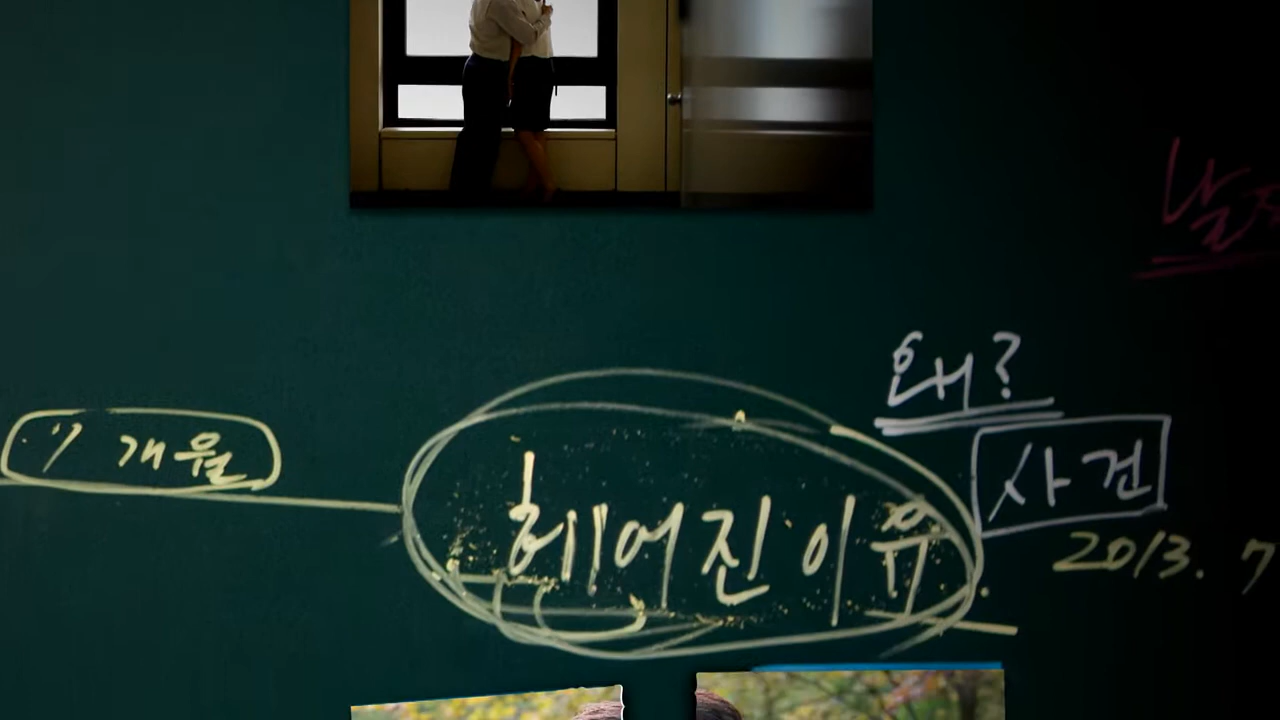 왜?
사건
7 개월
헤어진 이유
2013. 7